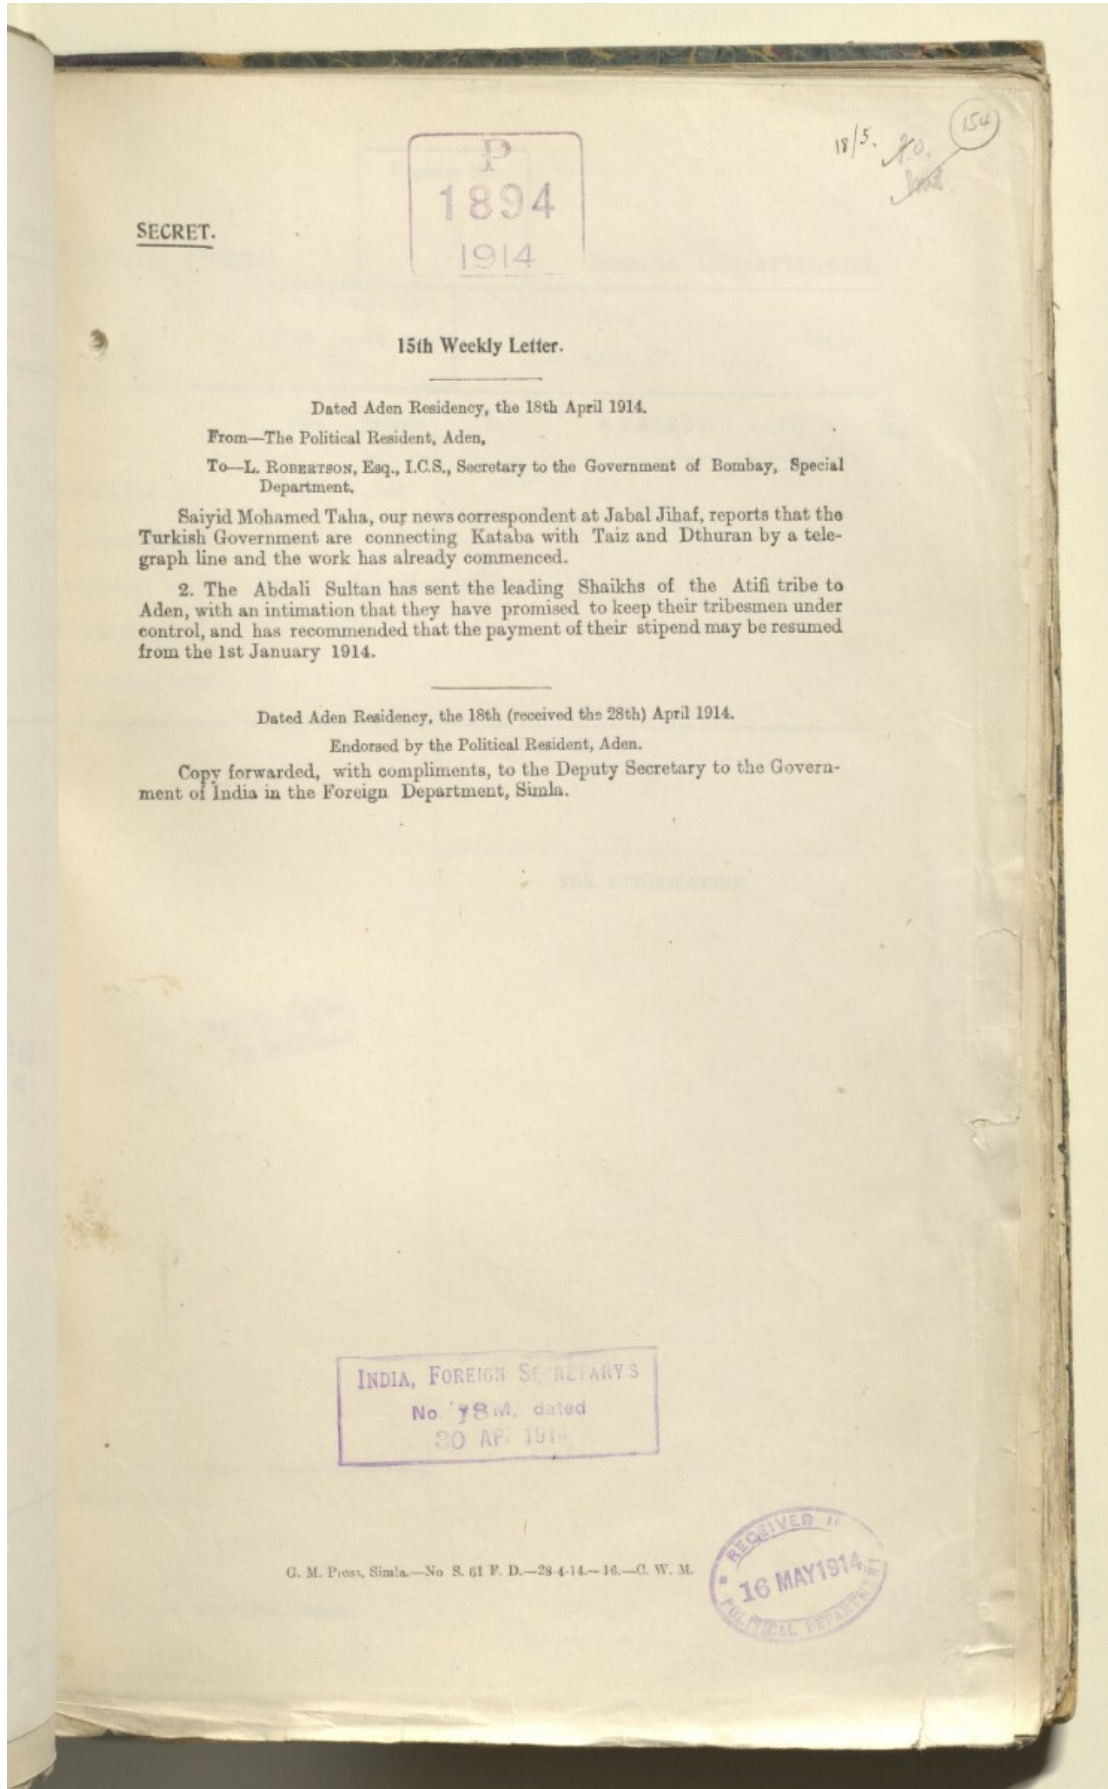 154
18/5.
P
1894
1914
SECRET.
15th Weekly Letter.
Dated Aden Residency, the 18th April 1914.
From—The Political Resident, Aden,
To—L. ROBERTSON, Esq., I.C.S., Secretary to the Government of Bombay, Special
Department.
Saiyid Mohamed Taha, our news correspondent at Jabal Jihaf, reports that the
Turkish Government are connecting Kataba with Taiz and Dthuran by a tele-
graph line and the work has already commenced.
2. The Abdali Sultan has sent the leading Shaikhs of the Atifi tribe to
Aden, with an intimation that they have promised to keep their tribesmen under
control, and has recommended that the payment of their stipend may be resumed
from the 1st January 1914.
Dated Aden Residency, the 18th (received the 28th) April 1914.
Endorsed by the Political Resident, Aden.
Copy forwarded, with compliments, to the Deputy Secretary to the Govern-
ment of India in the Foreign Department, Simla.
INDIA, FOREIGN SECRETARY'S
No 18M, dated
30 APR 1914
G. M. Press, Simla.—No S. 61 F. D.—28-4-14.—16.—C. W. M.
RECEIVED IN
16 MAY 1914
POLITICAL DEPARTMENT